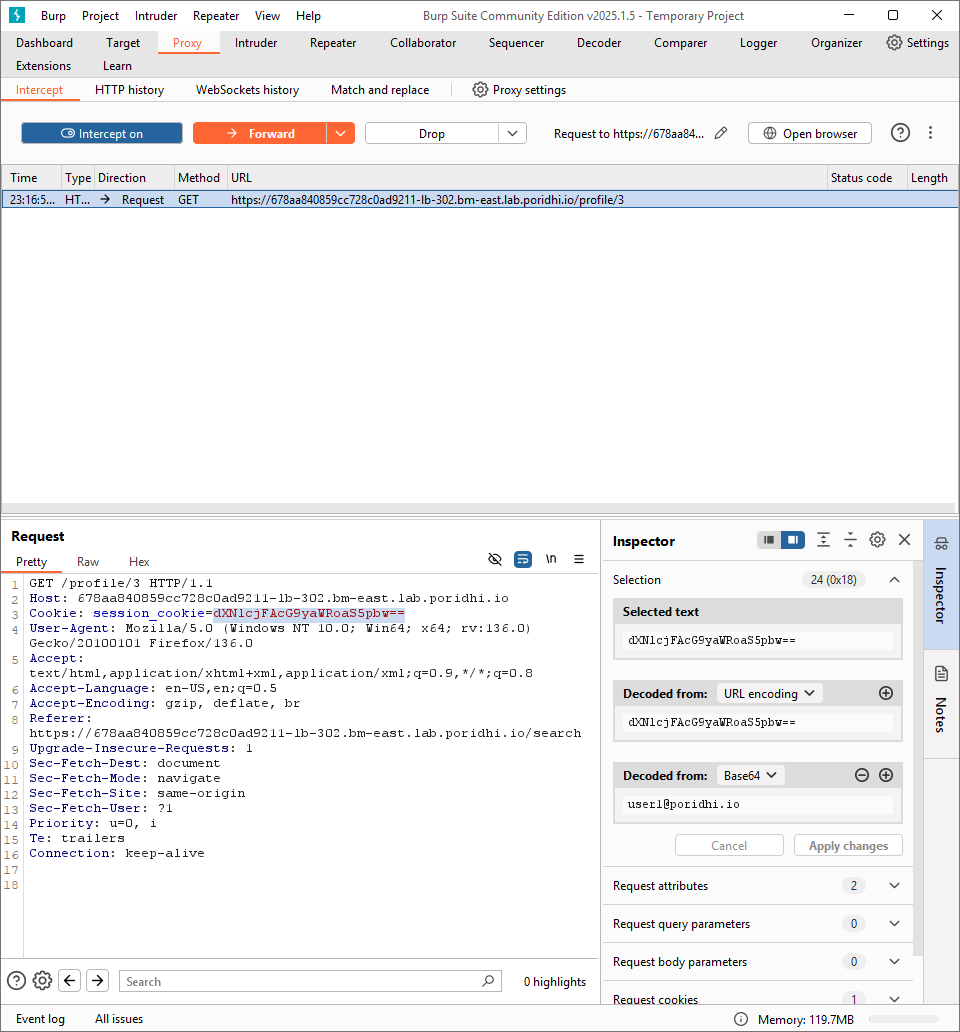 Burp Project Intruder Repeater View Help Burp Suite Community Edition v2025.1.5 - Temporary Project
Dashboard Target Proxy Intruder Repeater Collaborator Sequencer Decoder Comparer Logger Organizer Settings
Extensions Learn
Intercept HTTP history WebSockets history Match and replace Proxy settings
Intercept on Forward Drop Request to https://678aa84... Open browser
Time Type Direction Method URL Status code Length
23:16:5... HT... Request GET https://678aa840859cc728c0ad9211-lb-302.bm-east.lab.poridhi.io/profile/3
Request
Pretty Raw Hex \n
1 GET /profile/3 HTTP/1.1
2 Host: 678aa840859cc728c0ad9211-lb-302.bm-east.lab.poridhi.io
3 Cookie: session_cookie=dXNlcjFAcG9yaWRoaS5pbw==
4 User-Agent: Mozilla/5.0 (Windows NT 10.0; Win64; x64; rv:136.0)
Gecko/20100101 Firefox/136.0
5 Accept:
text/html,application/xhtml+xml,application/xml;q=0.9,*/*;q=0.8
6 Accept-Language: en-US,en;q=0.5
7 Accept-Encoding: gzip, deflate, br
8 Referer:
https://678aa840859cc728c0ad9211-lb-302.bm-east.lab.poridhi.io/search
9 Upgrade-Insecure-Requests: 1
10 Sec-Fetch-Dest: document
11 Sec-Fetch-Mode: navigate
12 Sec-Fetch-Site: same-origin
13 Sec-Fetch-User: ?1
14 Priority: u=0, i
15 Te: trailers
16 Connection: keep-alive
17
18
Search 0 highlights
Inspector
Selection 24 (0x18)
Selected text
dXNlcjFAcG9yaWRoaS5pbw==
Decoded from: URL encoding
dXNlcjFAcG9yaWRoaS5pbw==
Decoded from: Base64
user1@poridhi.io
Cancel Apply changes
Request attributes 2
Request query parameters 0
Request body parameters 0
Request cookies 1
Inspector
Notes
Event log All issues Memory: 119.7MB